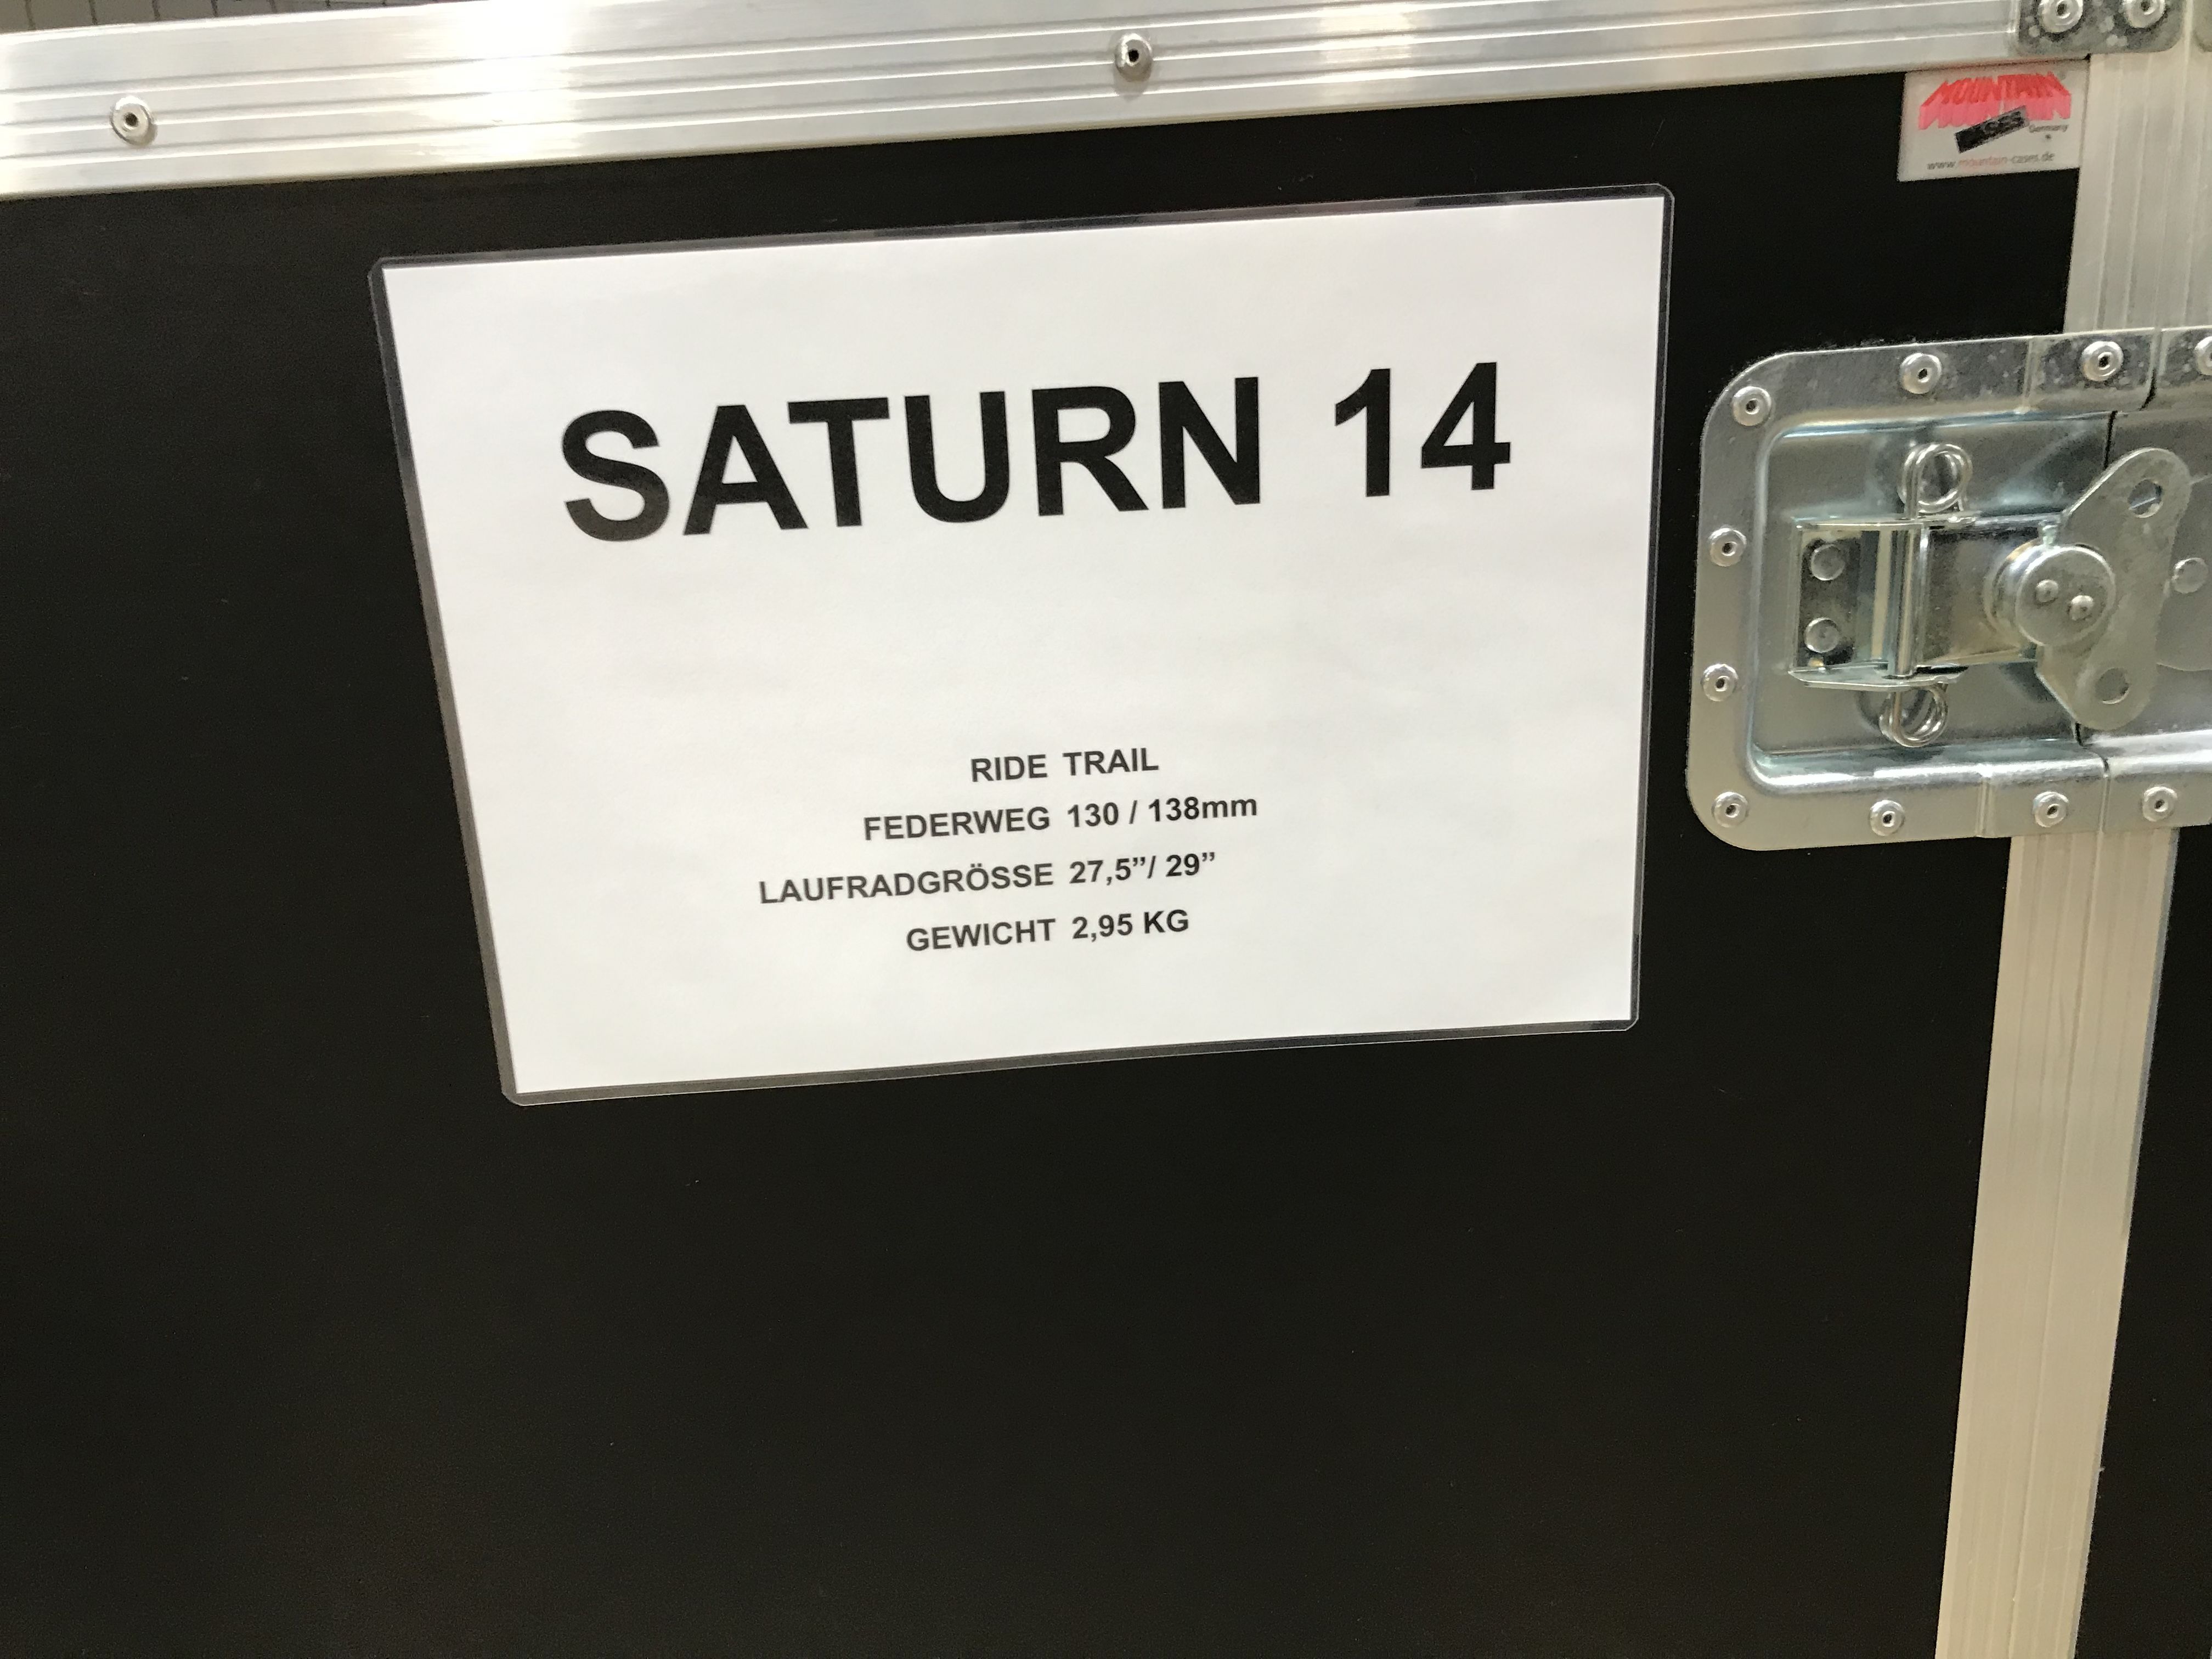 MOUNTAIN
CASES
Germany
www.mountain-cases.de
SATURN 14
RIDE TRAIL
FEDERWEG 130 / 138mm
LAUFRADGRÖSSE 27,5”/ 29”
GEWICHT 2,95 KG